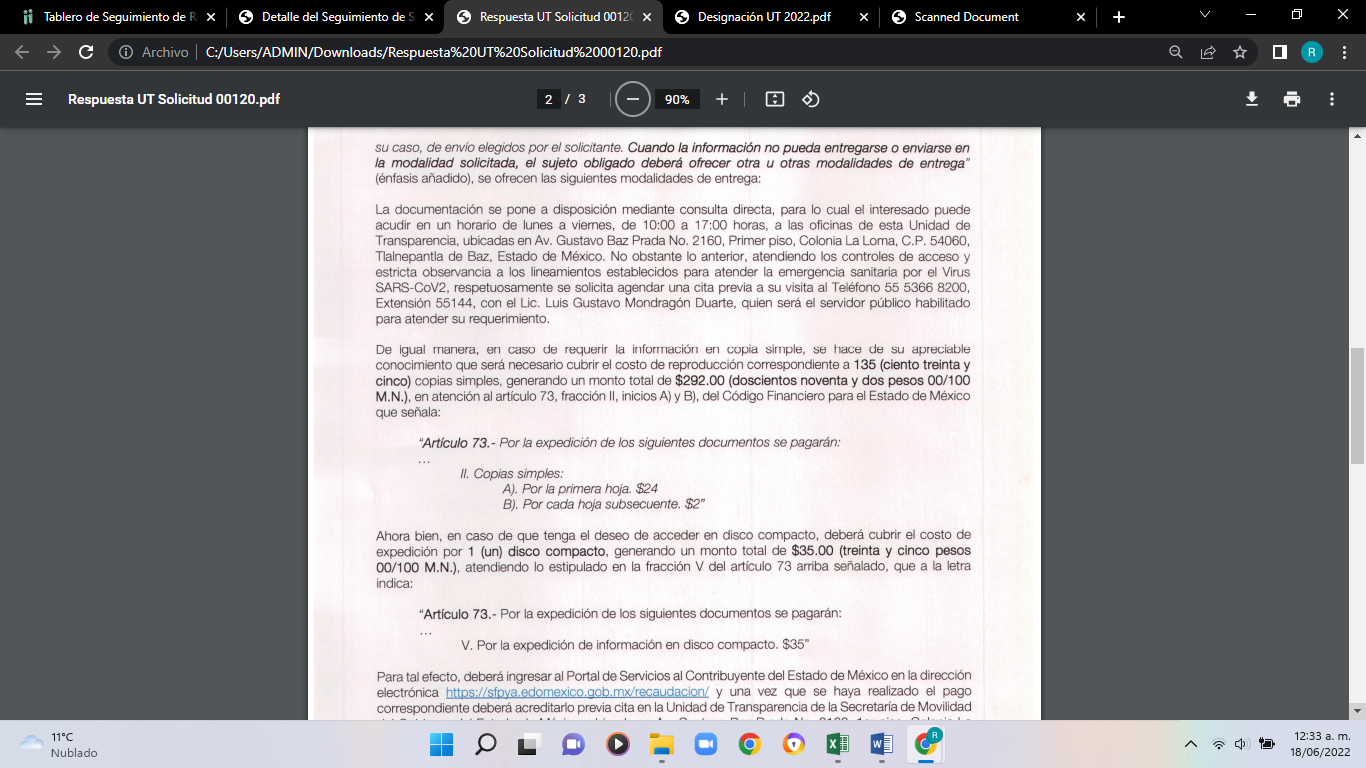 Tablero de Seguimiento de R
Detalle del Seguimiento de S
Respuesta UT Solicitud 00120
Designación UT 2022.pdf
Scanned Document
Archivo
C:/Users/ADMIN/Downloads/Respuesta%20UT%20Solicitud%2000120.pdf
R
Respuesta UT Solicitud 00120.pdf
2 / 3
90%
su caso, de envío elegidos por el solicitante. Cuando la información no pueda entregarse o enviarse en
la modalidad solicitada, el sujeto obligado deberá ofrecer otra u otras modalidades de entrega"
(énfasis añadido), se ofrecen las siguientes modalidades de entrega:
La documentación se pone a disposición mediante consulta directa, para lo cual el interesado puede
acudir en un horario de lunes a viernes, de 10:00 a 17:00 horas, a las oficinas de esta Unidad de
Transparencia, ubicadas en Av. Gustavo Baz Prada No. 2160, Primer piso, Colonia La Loma, C.P. 54060,
Tlalnepantla de Baz, Estado de México. No obstante lo anterior, atendiendo los controles de acceso y
estricta observancia a los lineamientos establecidos para atender la emergencia sanitaria por el Virus
SARS-CoV2, respetuosamente se solicita agendar una cita previa a su visita al Teléfono 55 5366 8200,
Extensión 55144, con el Lic. Luis Gustavo Mondragón Duarte, quien será el servidor público habilitado
para atender su requerimiento.
De igual manera, en caso de requerir la información en copia simple, se hace de su apreciable
conocimiento que será necesario cubrir el costo de reproducción correspondiente a 135 (ciento treinta y
cinco) copias simples, generando un monto total de $292.00 (doscientos noventa y dos pesos 00/100
M.N.), en atención al artículo 73, fracción II, inicios A) y B), del Código Financiero para el Estado de México
que señala:
"Artículo 73.- Por la expedición de los siguientes documentos se pagarán:
...
II. Copias simples:
A). Por la primera hoja. $24
B). Por cada hoja subsecuente. $2"
Ahora bien, en caso de que tenga el deseo de acceder en disco compacto, deberá cubrir el costo de
expedición por 1 (un) disco compacto, generando un monto total de $35.00 (treinta y cinco pesos
00/100 M.N.), atendiendo lo estipulado en la fracción V del artículo 73 arriba señalado, que a la letra
indica:
"Artículo 73.- Por la expedición de los siguientes documentos se pagarán:
...
V. Por la expedición de información en disco compacto. $35"
Para tal efecto, deberá ingresar al Portal de Servicios al Contribuyente del Estado de México en la dirección
electrónica https://sfpya.edomexico.gob.mx/recaudacion/ y una vez que se haya realizado el pago
correspondiente deberá acreditarlo previa cita en la Unidad de Transparencia de la Secretaría de Movilidad
11°C
Nublado
R
12:33 a. m.
18/06/2022